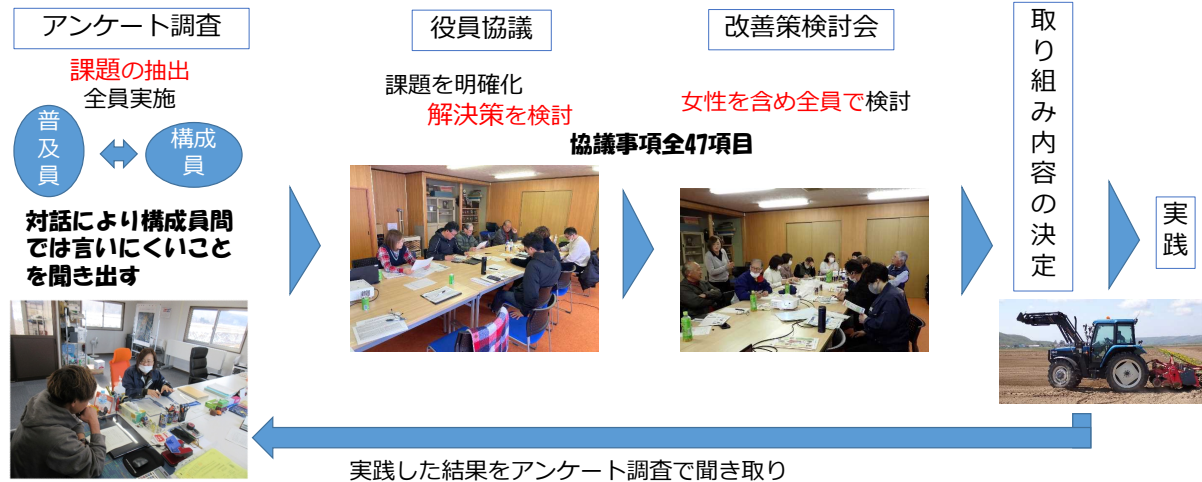 アンケート調査
課題の抽出
全員実施
普及員
構成員
対話により構成員間
では言いにくいこと
を聞き出す
役員協議
課題を明確化
解決策を検討
改善策検討会
女性を含め全員で検討
協議事項全47項目
取り組み内容の決定
実践
実践した結果をアンケート調査で聞き取り